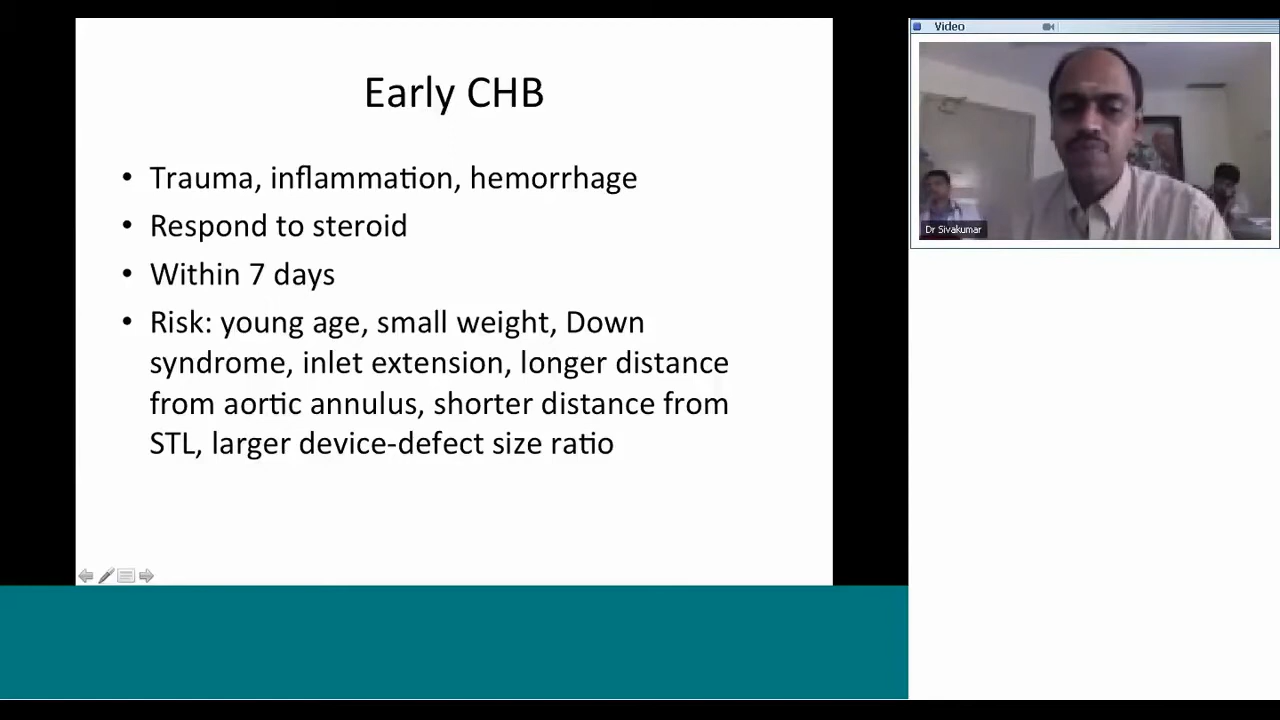 Early CHB
• Trauma, inflammation, hemorrhage
• Respond to steroid
• Within 7 days
• Risk: young age, small weight, Down
syndrome, inlet extension, longer distance
from aortic annulus, shorter distance from
STL, larger device-defect size ratio
Video
Dr Sivakumar